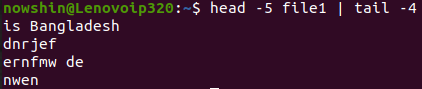 nowshin@Lenovoip320:~$ head -5 file1 | tail -4
is Bangladesh
dnrjef
ernfmw de
nwen